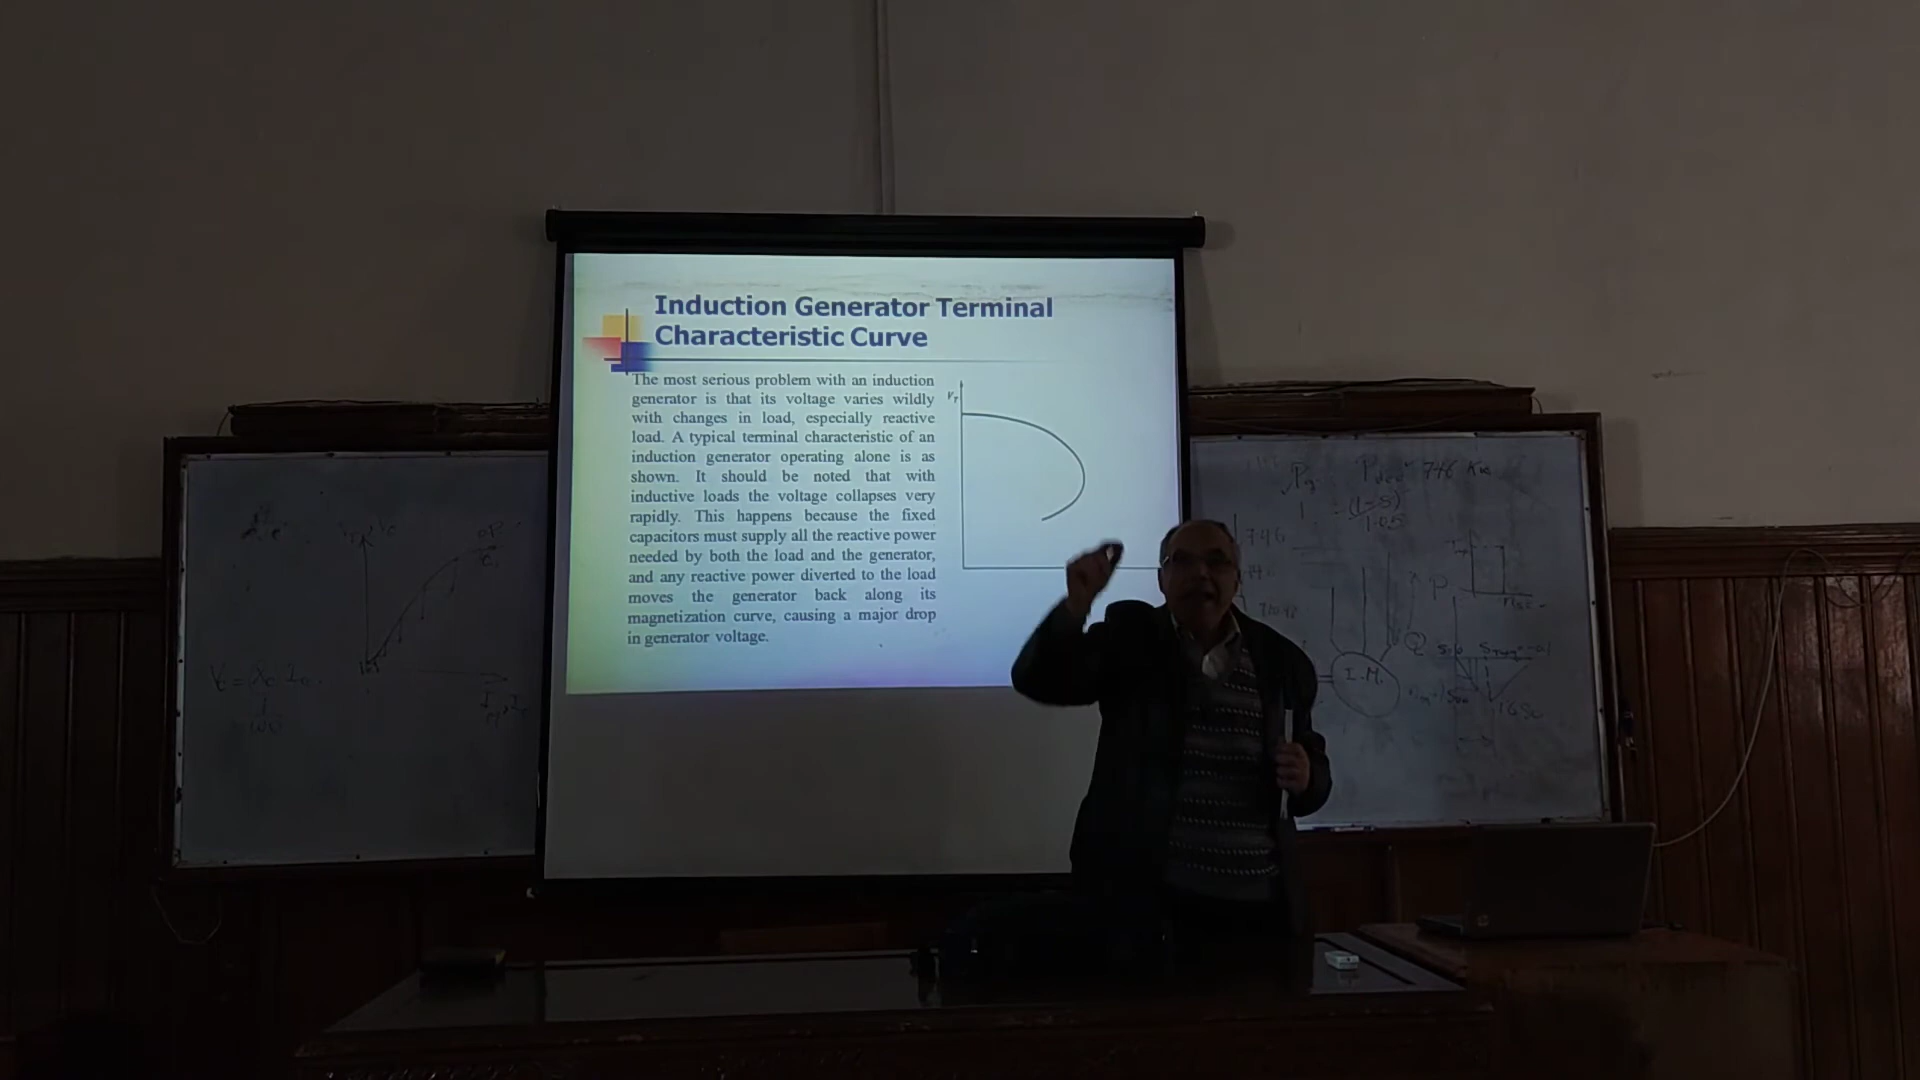 Induction Generator Terminal
Characteristic Curve
The most serious problem with an induction
generator is that its voltage varies wildly
with changes in load, especially reactive
load. A typical terminal characteristic of an
induction generator operating alone is as
shown. It should be noted that with
inductive loads the voltage collapses very
rapidly. This happens because the fixed
capacitors must supply all the reactive power
needed by both the load and the generator,
and any reactive power diverted to the load
moves the generator back along its
magnetization curve, causing a major drop
in generator voltage.
V_T
746 Kw
(1-S)
1.05
746
P
Q
I.M.